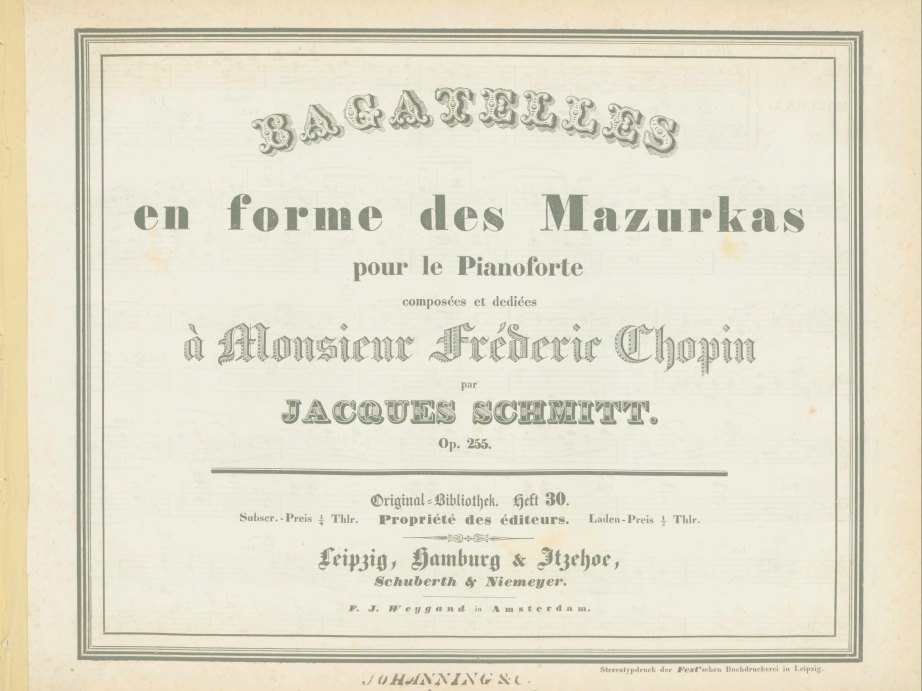 BAGATELLES
en forme des Mazurkas
pour le Pianoforte
composées et dediées
à Monsieur Fréderic Chopin
par
JACQUES SCHMITT.
Op. 255.
Original-Bibliothek. Heft 30.
Subscr.-Preis ¼ Thlr. Propriété des éditeurs. Laden-Preis ½ Thlr.
Leipzig, Hamburg & Itzehoe,
Schuberth & Niemeyer.
F. J. Weygand in Amsterdam.
Stereotypdruck der Fest'schen Buchdruckerei in Leipzig.
JOHANNING & C.